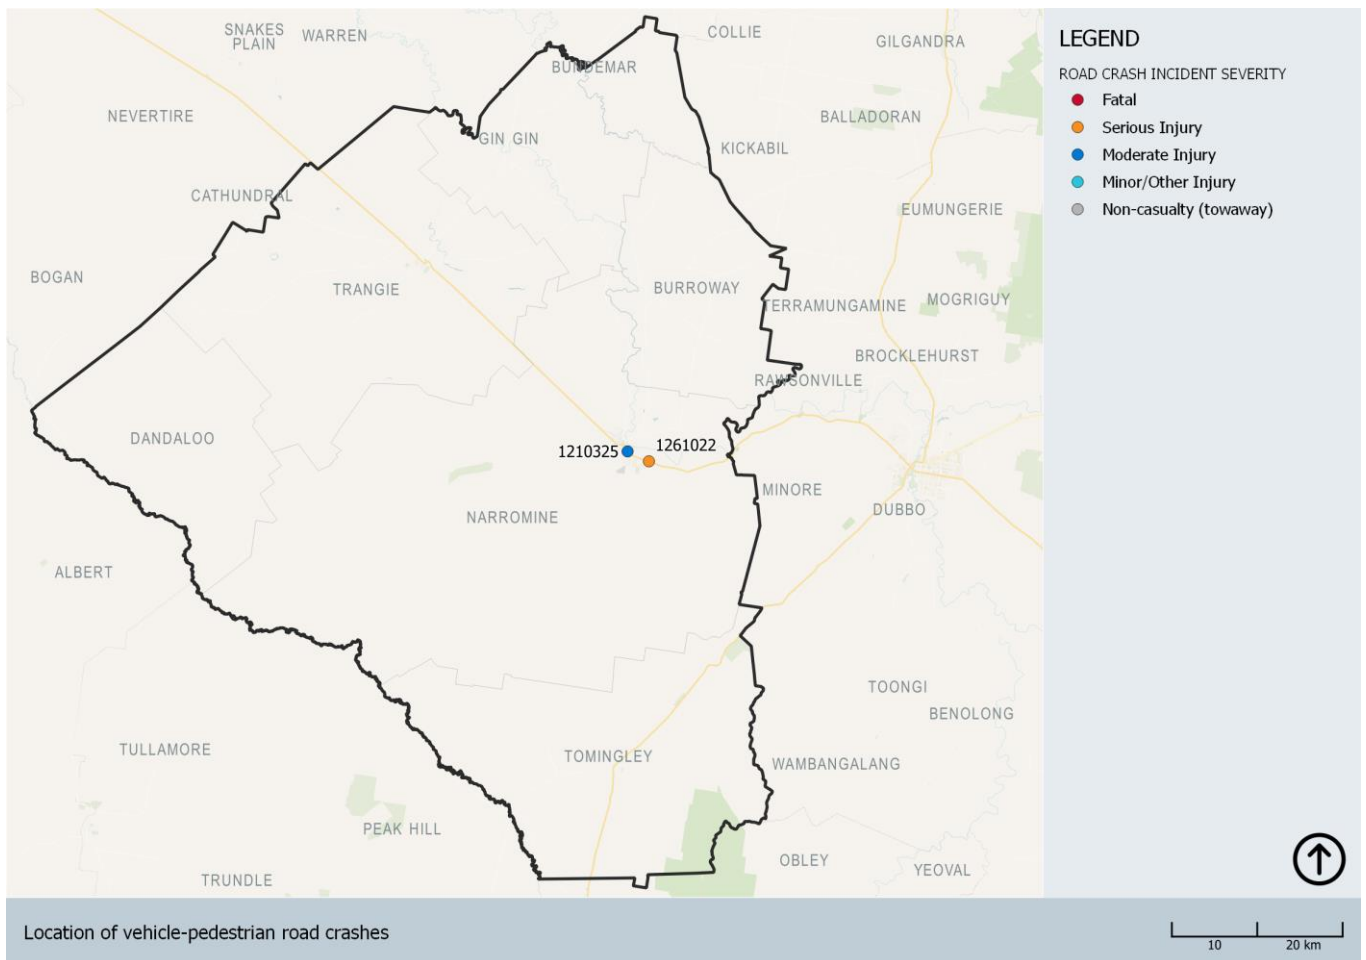 SNAKES
PLAIN
WARREN
COLLIE
GILGANDRA
BUNDEMAR
NEVERTIRE
BALLADORAN
GIN GIN
KICKABIL
CATHUNDRAL
EUMUNGERIE
BOGAN
TRANGIE
BURROWAY
TERRAMUNGAMINE
MOGRIGUY
BROCKLEHURST
RAWSONVILLE
DANDALOO
1210325
1261022
MINORE
DUBBO
NARROMINE
ALBERT
TOONGI
BENOLONG
TULLAMORE
TOMINGLEY
WAMBANGALANG
PEAK HILL
OBLEY
YEOVAL
TRUNDLE
LEGEND
ROAD CRASH INCIDENT SEVERITY
Fatal
Serious Injury
Moderate Injury
Minor/Other Injury
Non-casualty (towaway)
Location of vehicle-pedestrian road crashes
10 20 km